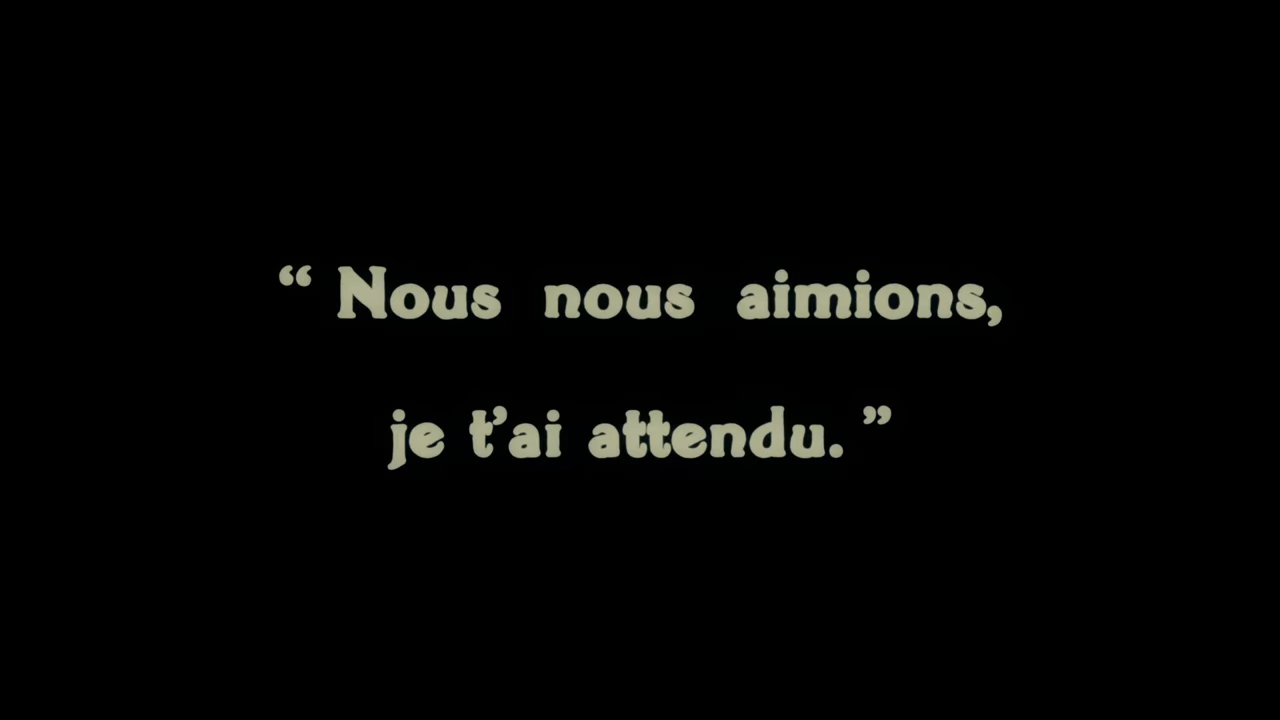 “ Nous nous aimions,
je t’ai attendu. ”